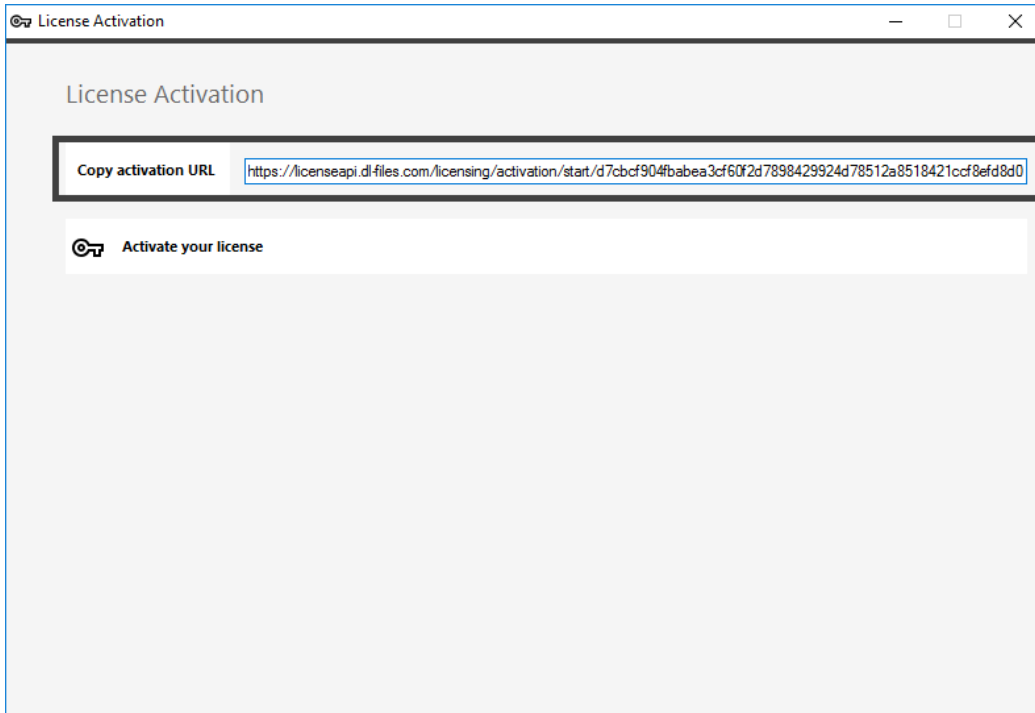 License Activation
License Activation
Copy activation URL
https://licenseapi.dl-files.com/licensing/activation/start/d7cbcf904fbabea3cf60f2d7898429924d78512a8518421ccf8efd8d0
Activate your license